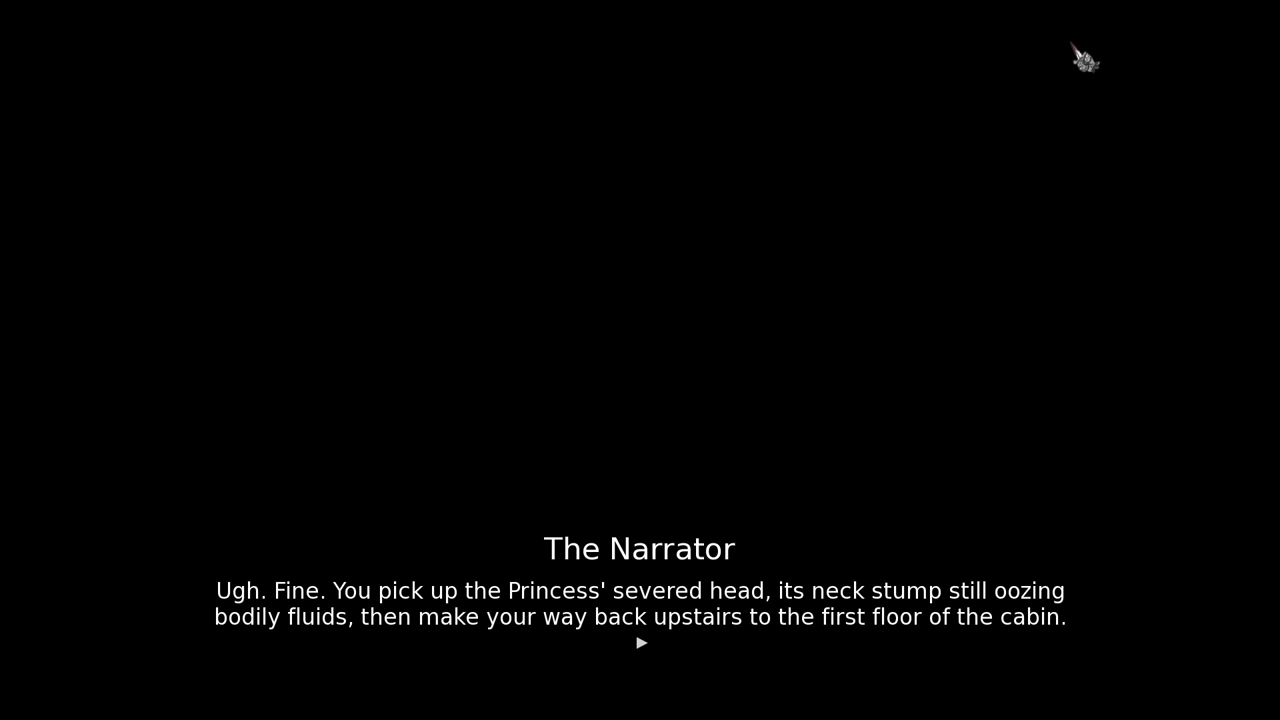 The Narrator
Ugh. Fine. You pick up the Princess' severed head, its neck stump still oozing
bodily fluids, then make your way back upstairs to the first floor of the cabin.